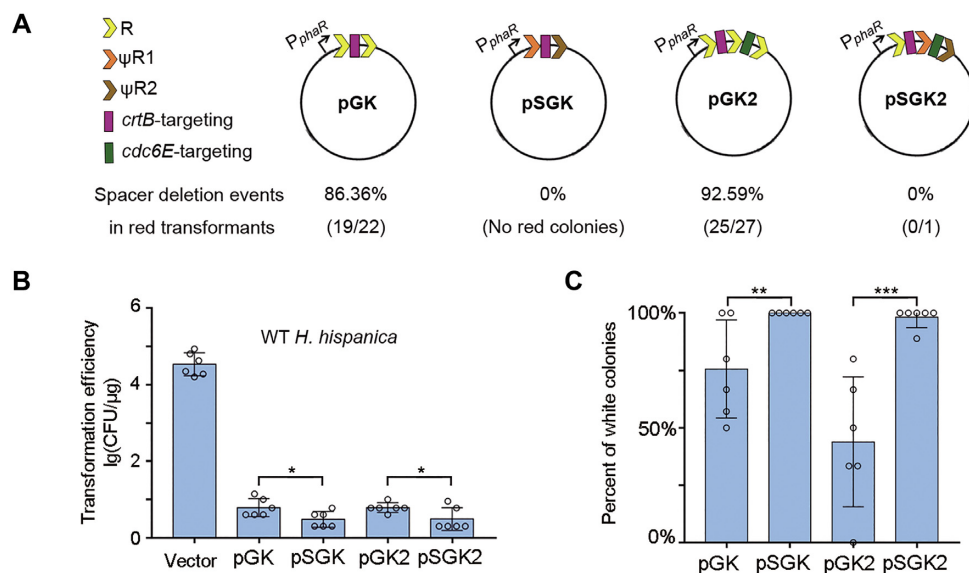 A
R
ψR1
ψR2
crtB-targeting
cdc6E-targeting
PphaR
PphaR
PphaR
PphaR
pGK
pSGK
pGK2
pSGK2
Spacer deletion events
in red transformants
86.36%
0%
92.59%
0%
(19/22)
(No red colonies)
(25/27)
(0/1)
B
WT H. hispanica
Transformation efficiency
lg(CFU/µg)
6
4
2
0
*
*
Vector
pGK
pSGK
pGK2
pSGK2
C
Percent of white colonies
100%
50%
0%
**
***
pGK
pSGK
pGK2
pSGK2